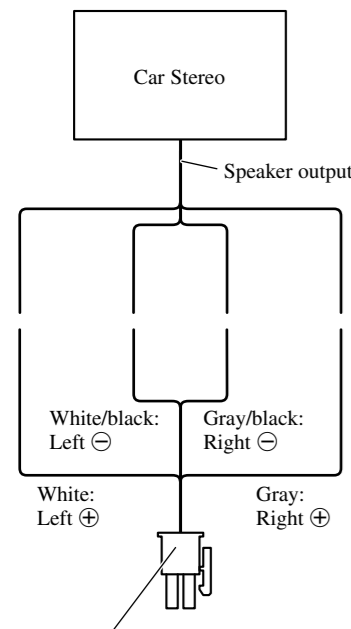 Car Stereo
Speaker output
White/black:
Left ⊖
Gray/black:
Right ⊖
White:
Left ⊕
Gray:
Right ⊕